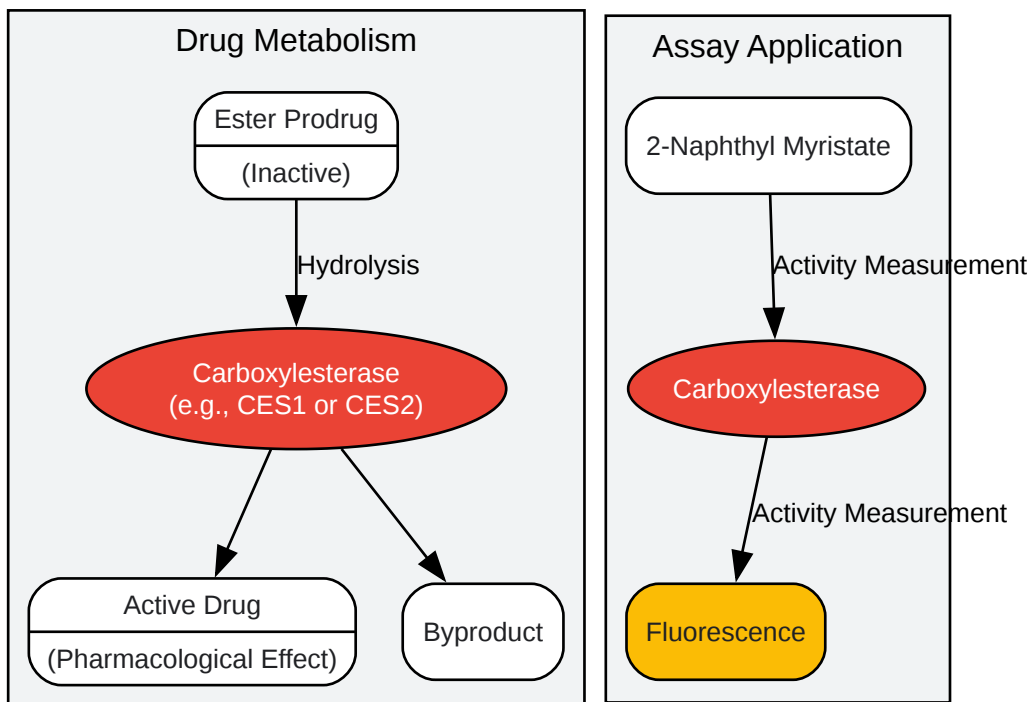 Drug Metabolism
Ester Prodrug
(Inactive)
Hydrolysis
Carboxylesterase
(e.g., CES1 or CES2)
Active Drug
(Pharmacological Effect)
Byproduct
Assay Application
2-Naphthyl Myristate
Activity Measurement
Carboxylesterase
Activity Measurement
Fluorescence